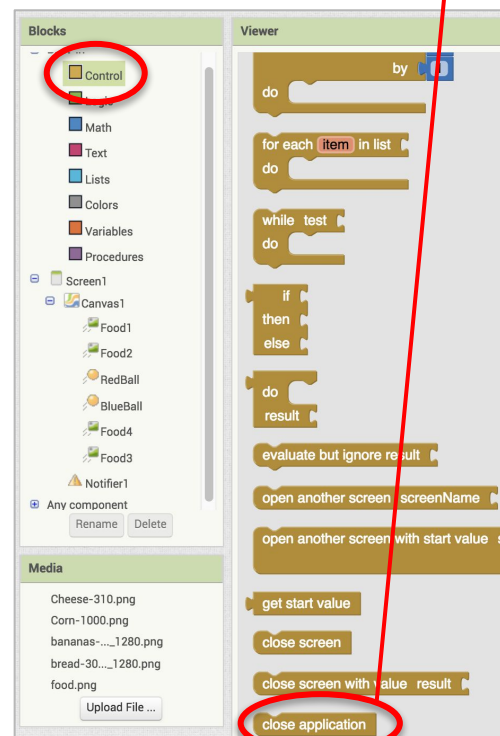 Blocks
Control
Logic
Math
Text
Lists
Colors
Variables
Procedures
Screen1
Canvas1
Food1
Food2
RedBall
BlueBall
Food4
Food3
Notifier1
Any component
Rename Delete
Media
Cheese-310.png
Corn-1000.png
bananas-..._1280.png
bread-30..._1280.png
food.png
Upload File ...
Viewer
by
do
for each item in list
do
while test
do
if
then
else
do
result
evaluate but ignore result
open another screen screenName
open another screen with start value
get start value
close screen
close screen with value result
close application